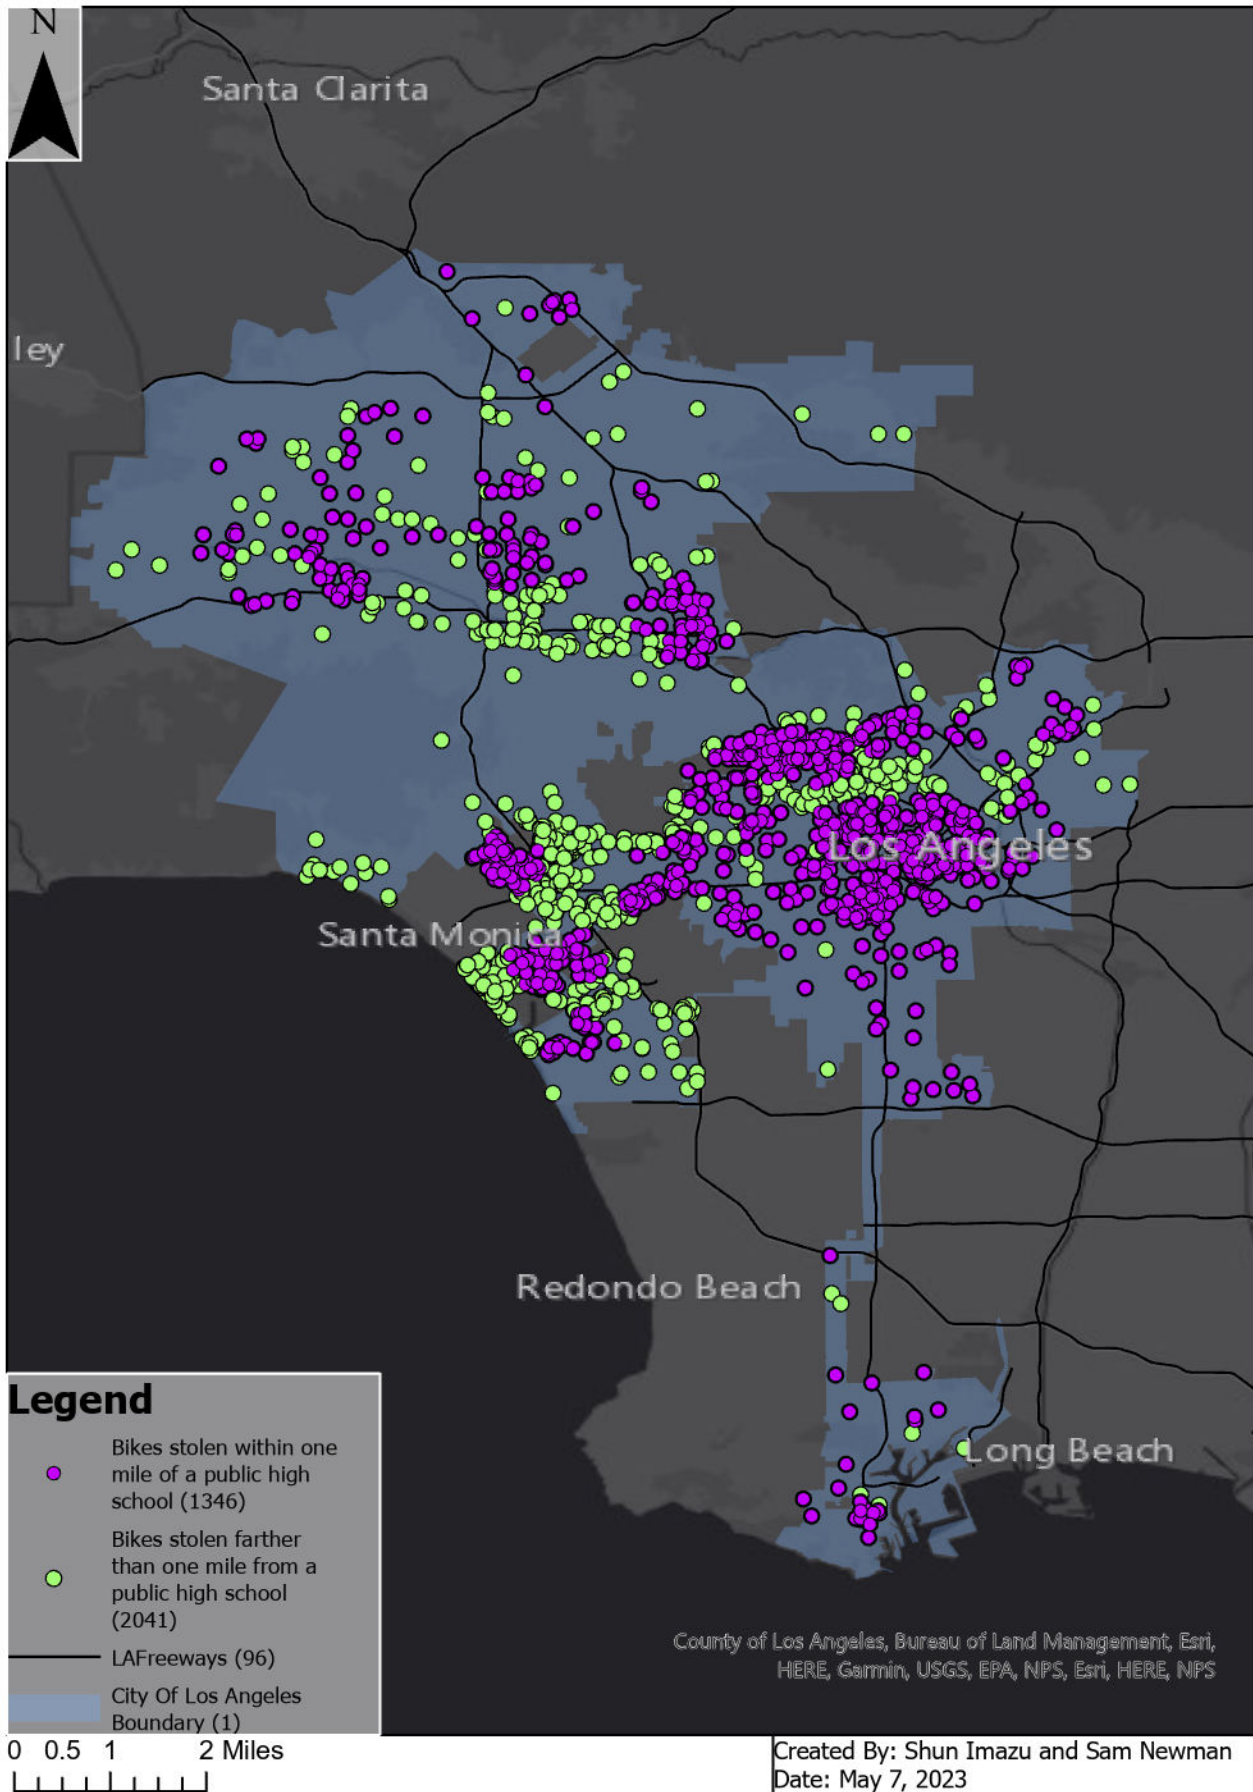 N
Santa Clarita
ley
Los Angeles
Santa Monica
Redondo Beach
Long Beach
Legend
Bikes stolen within one
mile of a public high
school (1346)
Bikes stolen farther
than one mile from a
public high school
(2041)
LAFreeways (96)
City Of Los Angeles
Boundary (1)
County of Los Angeles, Bureau of Land Management, Esri,
HERE, Garmin, USGS, EPA, NPS, Esri, HERE, NPS
0 0.5 1 2 Miles
Created By: Shun Imazu and Sam Newman
Date: May 7, 2023